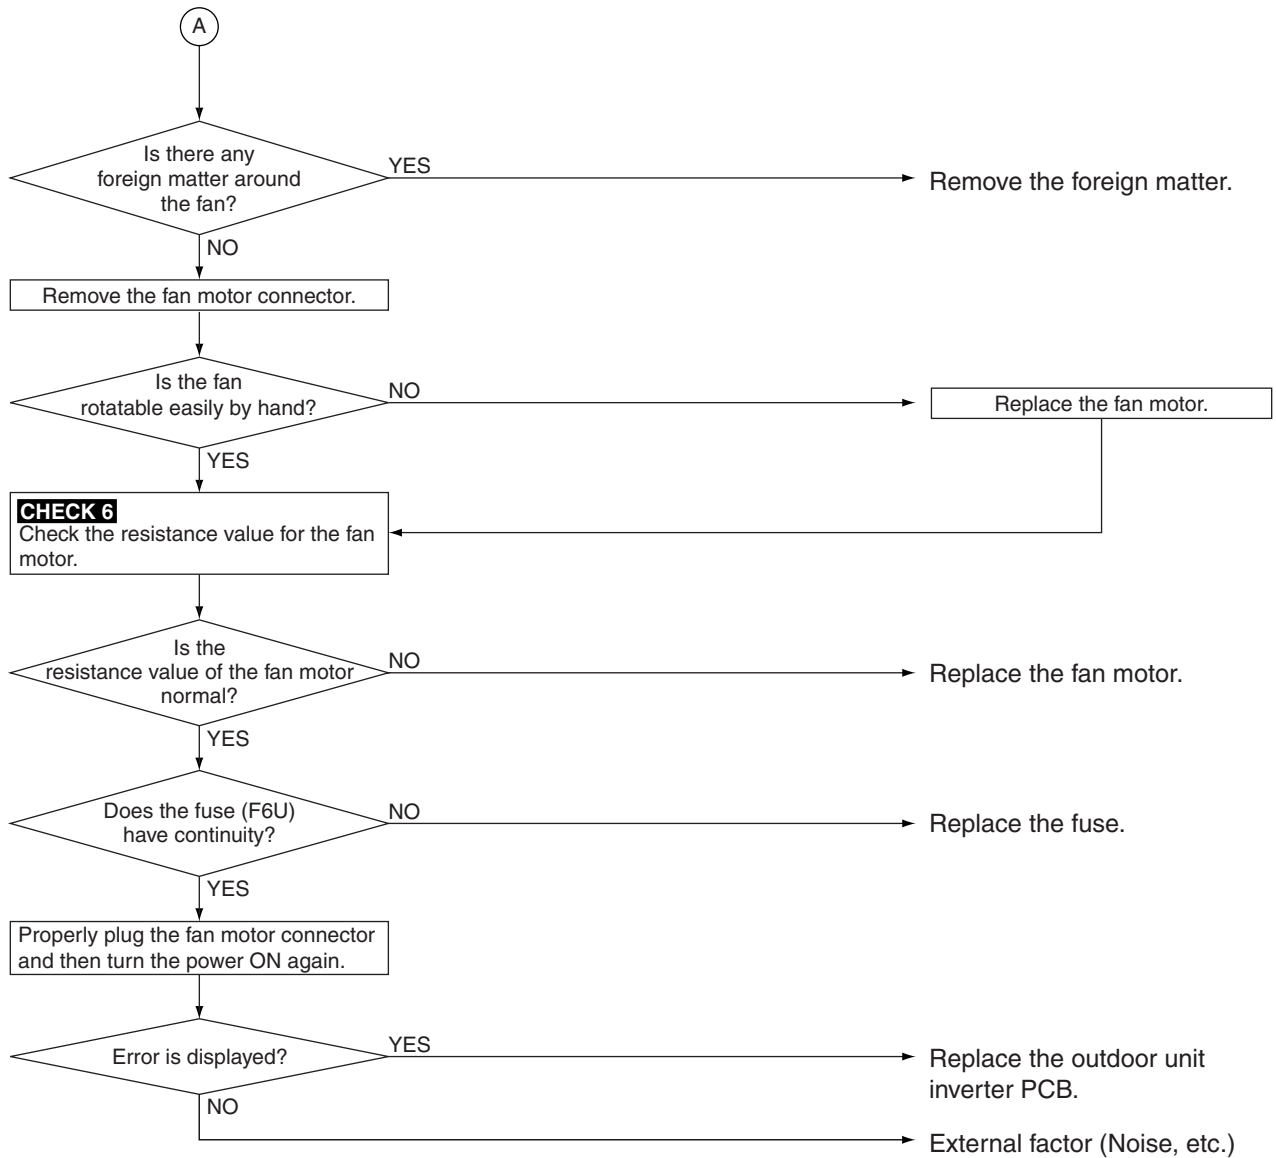 A
Is there any
foreign matter around
the fan?
YES
Remove the foreign matter.
NO
Remove the fan motor connector.
Is the fan
rotatable easily by hand?
NO
Replace the fan motor.
YES
CHECK 6
Check the resistance value for the fan
motor.
Is the
resistance value of the fan motor
normal?
NO
Replace the fan motor.
YES
Does the fuse (F6U)
have continuity?
NO
Replace the fuse.
YES
Properly plug the fan motor connector
and then turn the power ON again.
Error is displayed?
YES
Replace the outdoor unit
inverter PCB.
NO
External factor (Noise, etc.)